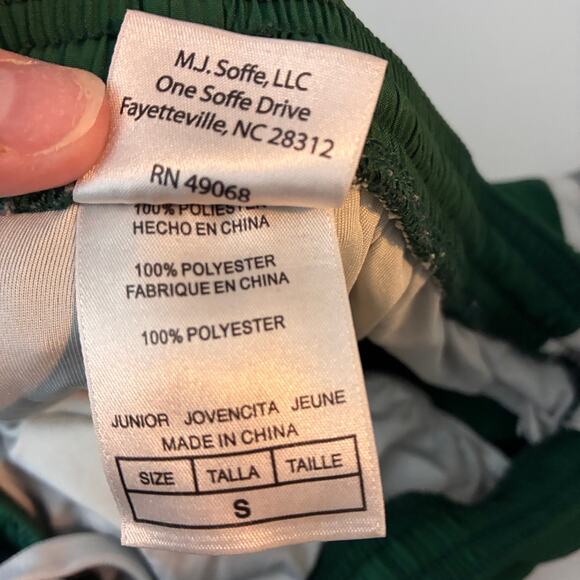 M.J. Soffe, LLC
One Soffe Drive
Fayetteville, NC 28312
RN 49068
100%
HECHO EN CHINA
100% POLYESTER
FABRIQUE EN CHINA
100% POLYESTER
JUNIOR JOVENCITA JEUNE
MADE IN CHINA
SIZE TALLA TAILLE
S